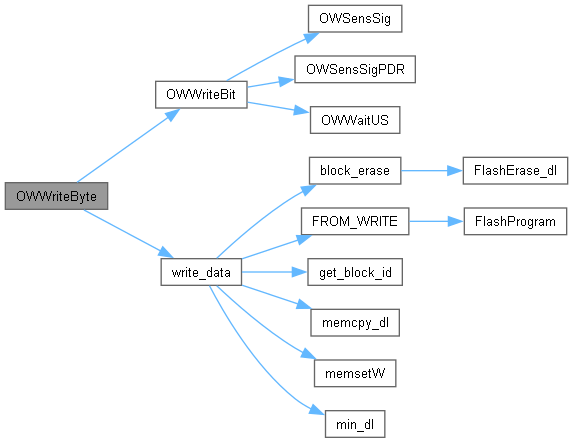 OWSensSig
OWSensSigPDR
OWWriteBit
OWWaitUS
block_erase
FlashErase_dl
OWWriteByte
FROM_WRITE
FlashProgram
write_data
get_block_id
memcpy_dl
memsetW
min_dl